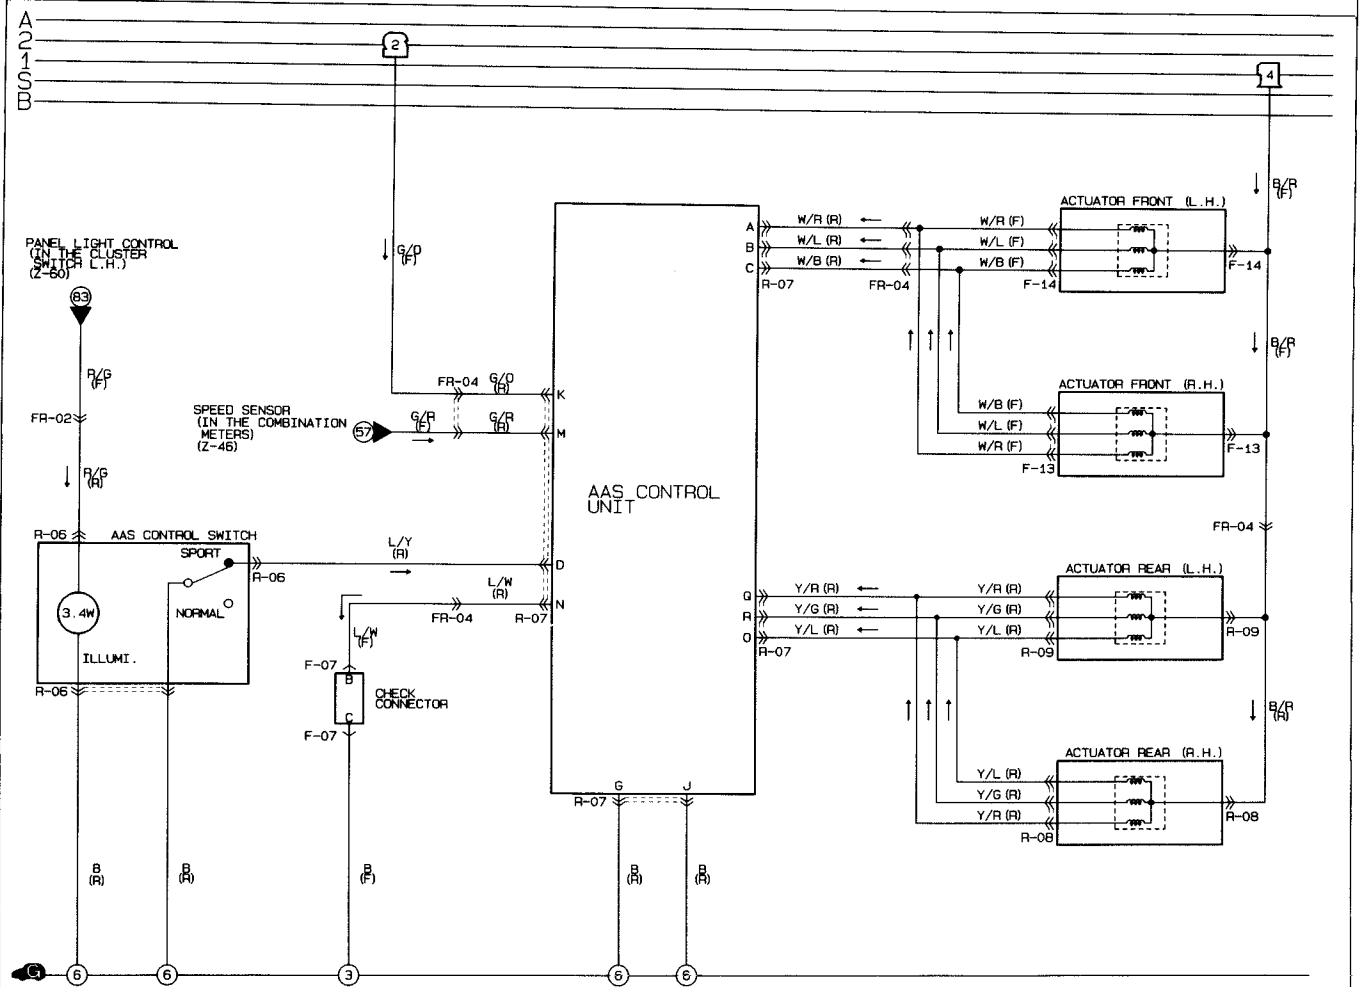 A
2
1
S
B
2
4
B/R
(F)
ACTUATOR FRONT (L.H.)
A
W/R (R)
W/R (F)
B
W/L (R)
W/L (F)
C
W/B (R)
W/B (F)
R-07
FR-04
F-14
F-14
PANEL LIGHT CONTROL
(IN THE CLUSTER
SWITCH L.H.)
(Z-60)
83
G/O
(F)
B/R
(F)
R/G
(F)
FR-02
R/G
(R)
FR-04
G/O
(R)
K
SPEED SENSOR
(IN THE COMBINATION
METERS)
(Z-46)
57
G/R
(F)
G/R
(R)
M
ACTUATOR FRONT (R.H.)
W/B (F)
W/L (F)
W/R (F)
F-13
F-13
AAS CONTROL
UNIT
FR-04
R-06
AAS CONTROL SWITCH
SPORT
NORMAL
3.4W
ILLUMI.
R-06
R-06
L/Y
(R)
D
L/W
(R)
N
FR-04
R-07
L/W
(F)
F-07
B
C
CHECK
CONNECTOR
F-07
ACTUATOR REAR (L.H.)
Q
Y/R (R)
Y/R (R)
R
Y/G (R)
Y/G (R)
O
Y/L (R)
Y/L (R)
R-07
R-09
R-09
B/R
(R)
ACTUATOR REAR (R.H.)
Y/L (R)
Y/G (R)
Y/R (R)
R-08
R-08
G
J
R-07
B
(R)
B
(R)
B
(F)
B
(R)
B
(R)
G
6
6
3
6
6